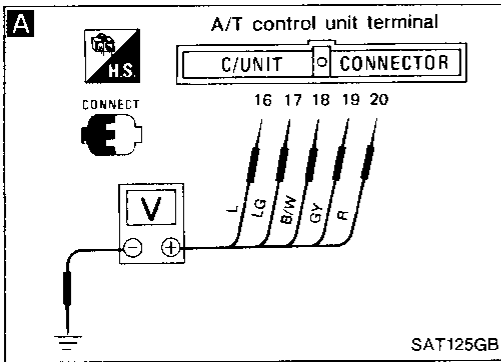 A
A/T control unit terminal
H.S.
C/UNIT
CONNECTOR
CONNECT
16 17 18 19 20
L
LG
B/W
GY
R
V
− +
SAT125GB